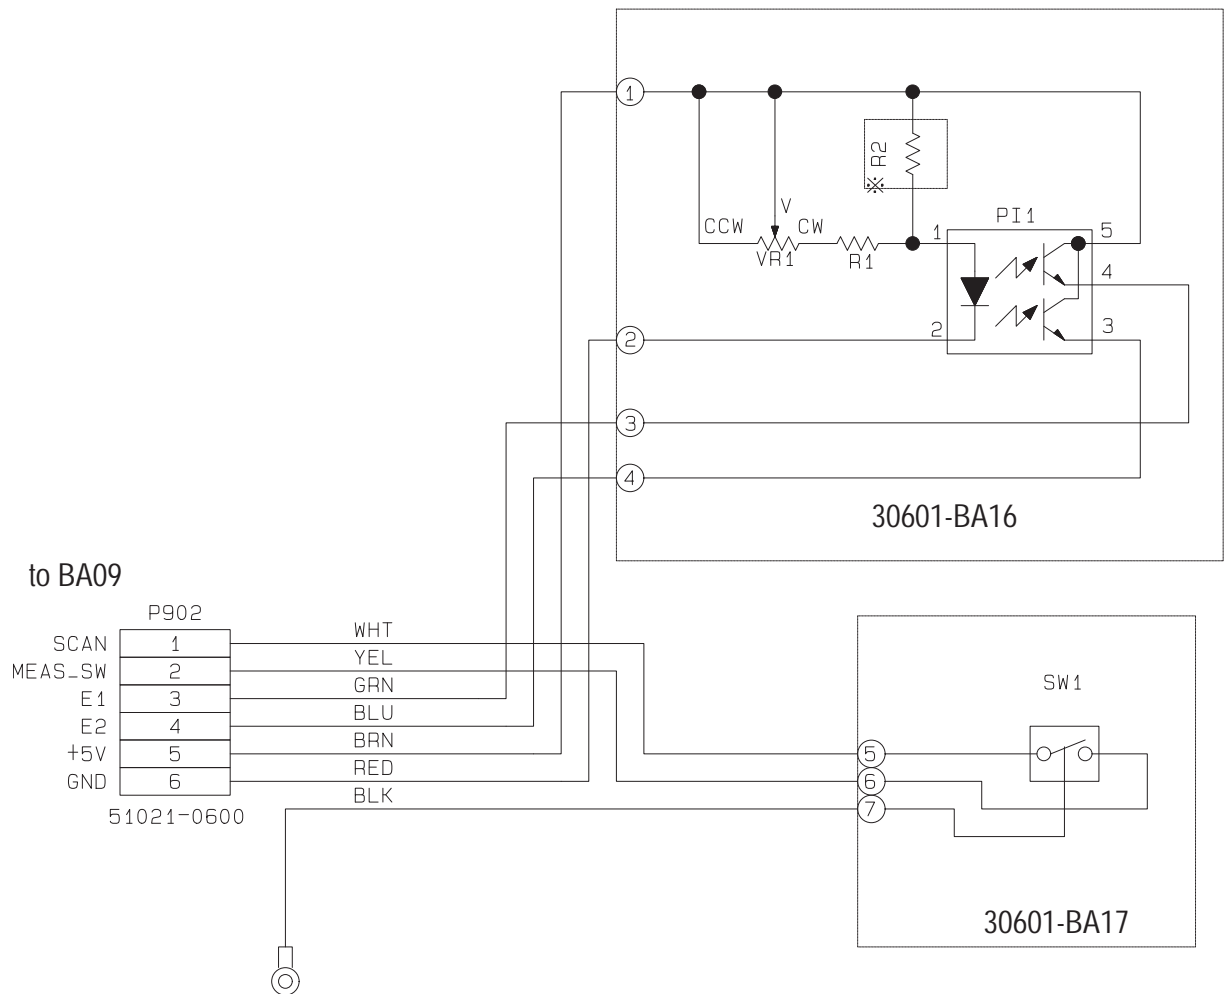 1
R2
※
V
CCW CW
VR1 R1
PI1
1 5
4
2 3
2
3
4
30601-BA16
to BA09
P902
SCAN 1 WHT
MEAS_SW 2 YEL
E1 3 GRN
E2 4 BLU
+5V 5 BRN
GND 6 RED
BLK
51021-0600
SW1
5
6
7
30601-BA17